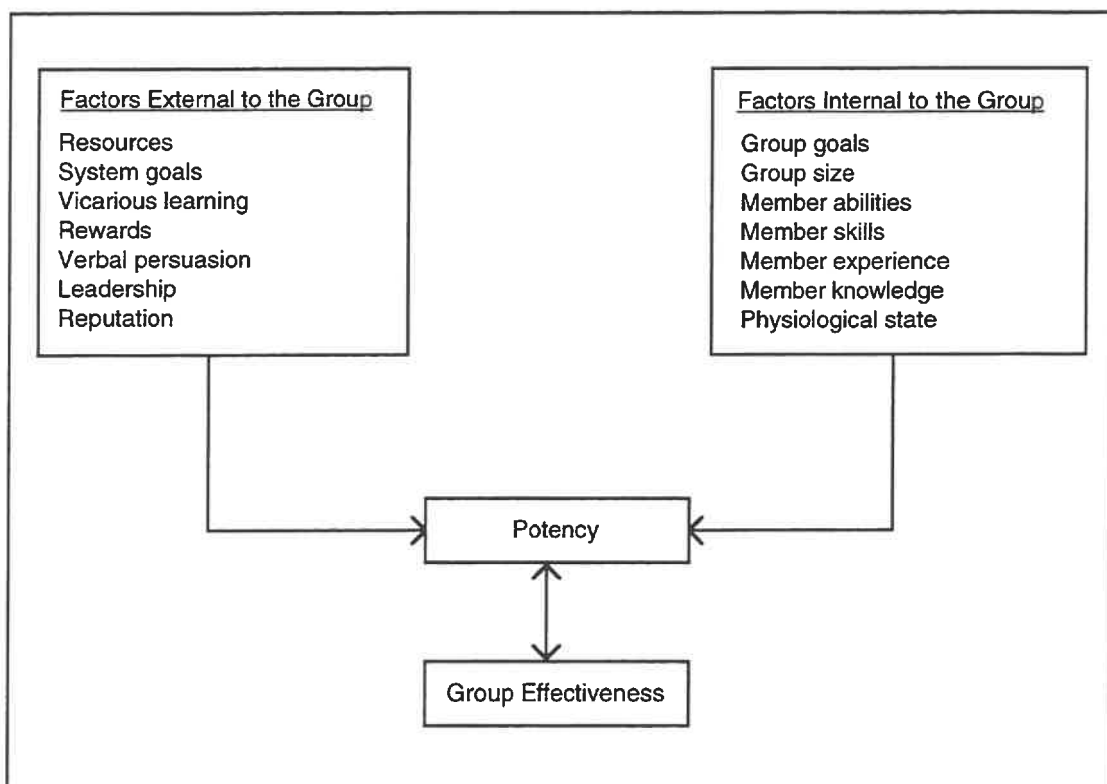 Factors External to the Group
Resources
System goals
Vicarious learning
Rewards
Verbal persuasion
Leadership
Reputation
Factors Internal to the Group
Group goals
Group size
Member abilities
Member skills
Member experience
Member knowledge
Physiological state
Potency
Group Effectiveness